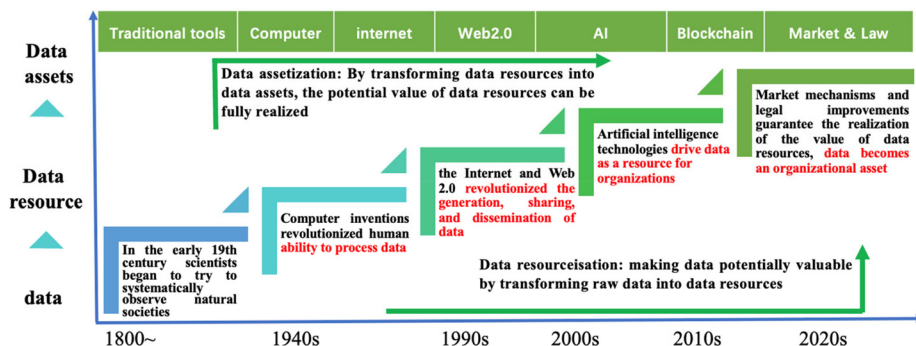 Traditional tools Computer internet Web2.0 AI Blockchain Market & Law
Data
assets
Data assetization: By transforming data resources into
data assets, the potential value of data resources can be
fully realized
Market mechanisms and
legal improvements
guarantee the realization
of the value of data
resources, data becomes
an organizational asset
Artificial intelligence
technologies drive data
as a resource for
organizations
the Internet and Web
2.0 revolutionized the
generation, sharing,
and dissemination of
data
Data
resource
Computer inventions
revolutionized human
ability to process data
In the early 19th
century scientists
began to try to
systematically
observe natural
societies
Data resourceisation: making data potentially valuable
by transforming raw data into data resources
data
1800~ 1940s 1990s 2000s 2010s 2020s